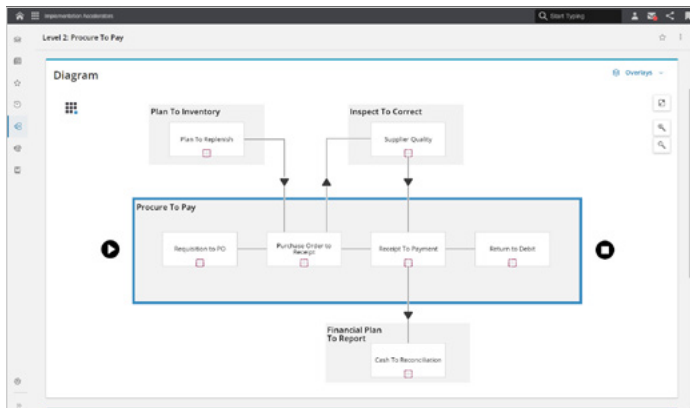 Implementation Accelerators
Start Typing
Level 2: Procure To Pay
Diagram
Overlays
Plan To Inventory
Inspect To Correct
Plan To Replenish
Supplier Quality
Procure To Pay
Requisition to PO
Purchase Order to
Receipt
Receipt To Payment
Return to Debit
Financial Plan
To Report
Cash To Reconciliation